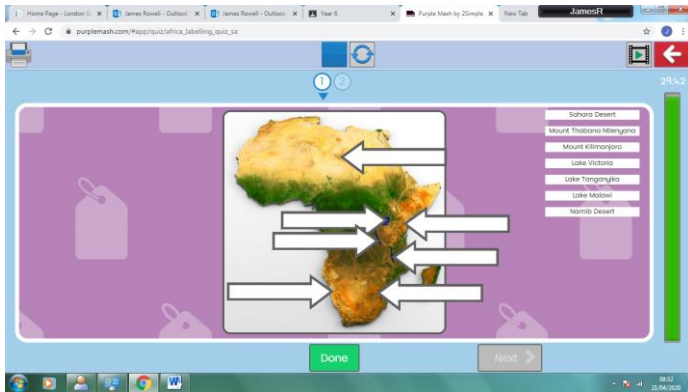 Home Page - London G
James Rowell - Outlook
James Rowell - Outlook
Year 6
Purple Mash by 2Simple
New Tab
JamesR
purplemash.com/#app/quiz/africa_labelling_quiz_sa
1 2
29:42
Sahara Desert
Mount Thabana Ntlenyana
Mount Kilimanjaro
Lake Victoria
Lake Tanganyika
Lake Malawi
Namib Desert
Done
Next
08:52
21/04/2020